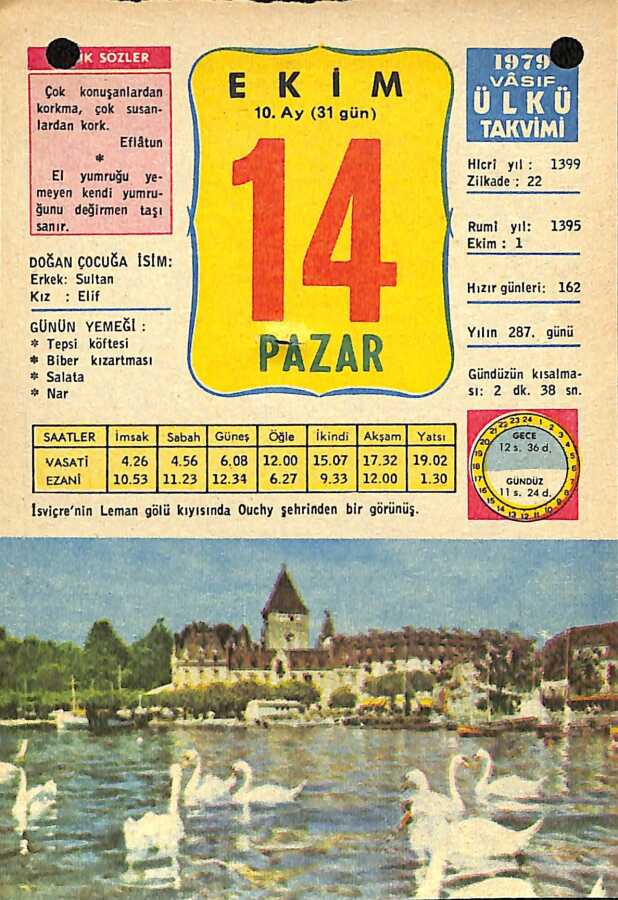 İK SÖZLER
Çok konuşanlardan
korkma, çok susan-
lardan kork.
Eflâtun
*
El yumruğu ye-
meyen kendi yumru-
ğunu değirmen taşı
sanır.
DOĞAN ÇOCUĞA İSİM:
Erkek: Sultan
Kız : Elif
GÜNÜN YEMEĞİ :
* Tepsi köftesi
* Biber kızartması
* Salata
* Nar
EKİM
10. Ay (31 gün)
14
PAZAR
1979
VÂSIF
ÜLKÜ
TAKVİMİ
Hicrî yıl : 1399
Zilkade : 22
Rumî yıl: 1395
Ekim : 1
Hızır günleri: 162
Yılın 287. günü
Gündüzün kısalma-
sı: 2 dk. 38 sn.
SAATLER İmsak Sabah Güneş Öğle İkindi Akşam Yatsı
VASATİ 4.26 4.56 6.08 12.00 15.07 17.32 19.02
EZANİ 10.53 11.23 12.34 6.27 9.33 12.00 1.30
GECE
12 s. 36 d.
GÜNDÜZ
11 s. 24 d.
İsviçre'nin Leman gölü kıyısında Ouchy şehrinden bir görünüş.